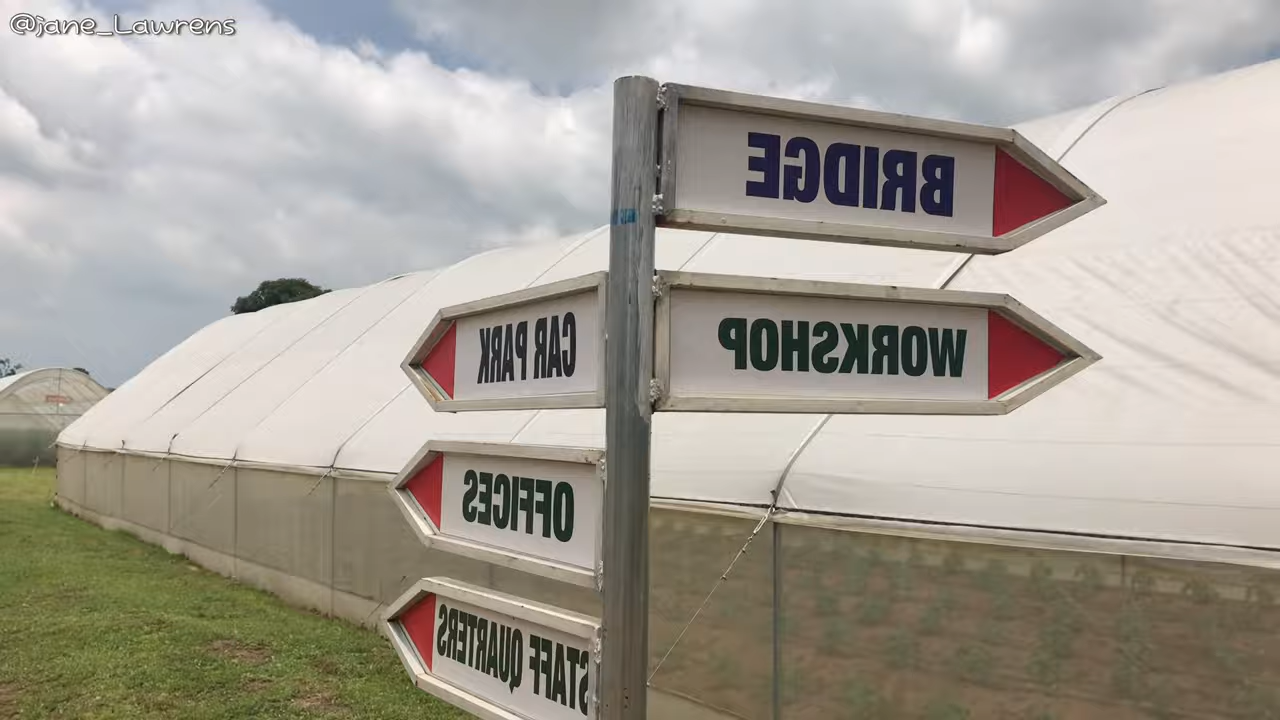 @jane_Lawrens
BRIDGE
CAR PARK
WORKSHOP
OFFICES
STAFF QUARTERS